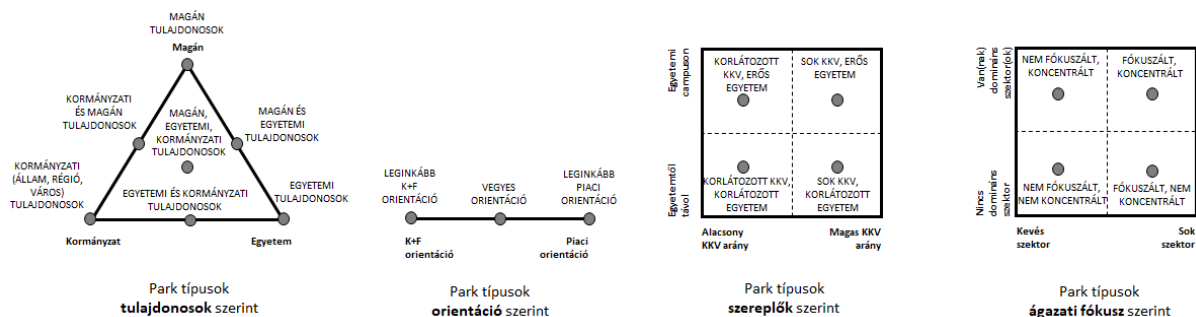 MAGÁN
TULAJDONOSOK
Magán
KORMÁNYZATI
ÉS MAGÁN
TULAJDONOSOK
MAGÁN,
EGYETEMI,
KORMÁNYZATI
TULAJDONOSOK
MAGÁN ÉS
EGYETEMI
TULAJDONOSOK
KORMÁNYZATI
(ÁLLAM, RÉGIÓ,
VÁROS)
TULAJDONOSOK
EGYETEMI ÉS KORMÁNYZATI
TULAJDONOSOK
EGYETEMI
TULAJDONOSOK
Kormányzat
Egyetem
Park típusok
tulajdonosok szerint
LEGINKÁBB
K+F
ORIENTÁCIÓ
VEGYES
ORIENTÁCIÓ
LEGINKÁBB
PIACI
ORIENTÁCIÓ
K+F
orientáció
Piaci
orientáció
Park típusok
orientáció szerint
Egyetemi
campuson
Egyetemtől
távol
KORLÁTOZOTT
KKV, ERŐS
EGYETEM
SOK KKV, ERŐS
EGYETEM
KORLÁTOZOTT KKV,
KORLÁTOZOTT
EGYETEM
SOK KKV,
KORLÁTOZOTT
EGYETEM
Alacsony
KKV arány
Magas KKV
arány
Park típusok
szereplők szerint
Van(nak)
domináns
szektor(ok)
Nincs
domináns
szektor
NEM FÓKUSZÁLT,
KONCENTRÁLT
FÓKUSZÁLT,
KONCENTRÁLT
NEM FÓKUSZÁLT,
NEM KONCENTRÁLT
FÓKUSZÁLT, NEM
KONCENTRÁLT
Kevés
szektor
Sok
szektor
Park típusok
ágazati fókusz szerint